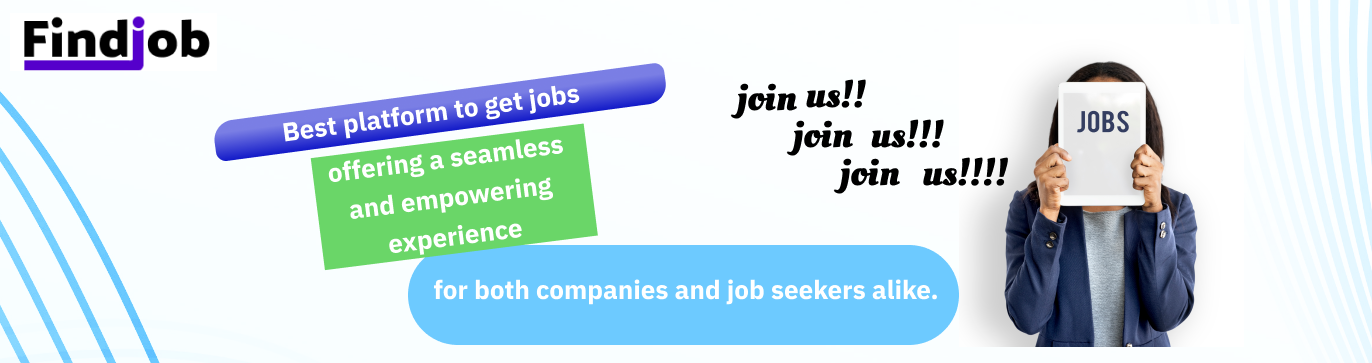 Findjob
Best platform to get jobs
offering a seamless
and empowering
experience
for both companies and job seekers alike.
join us!!
join us!!!
join us!!!!
JOBS